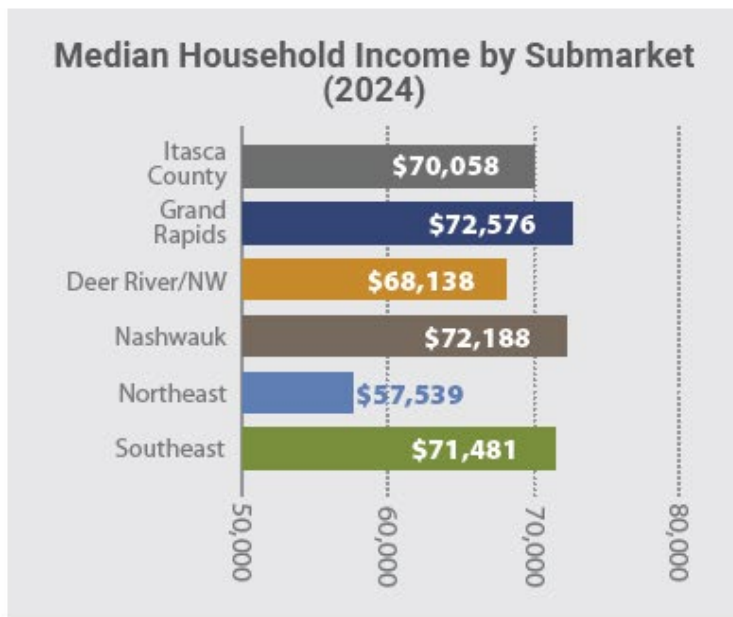 Median Household Income by Submarket
(2024)
Itasca
County
$70,058
Grand
Rapids
$72,576
Deer River/NW
$68,138
Nashwauk
$72,188
Northeast
$57,539
Southeast
$71,481
50,000
60,000
70,000
80,000